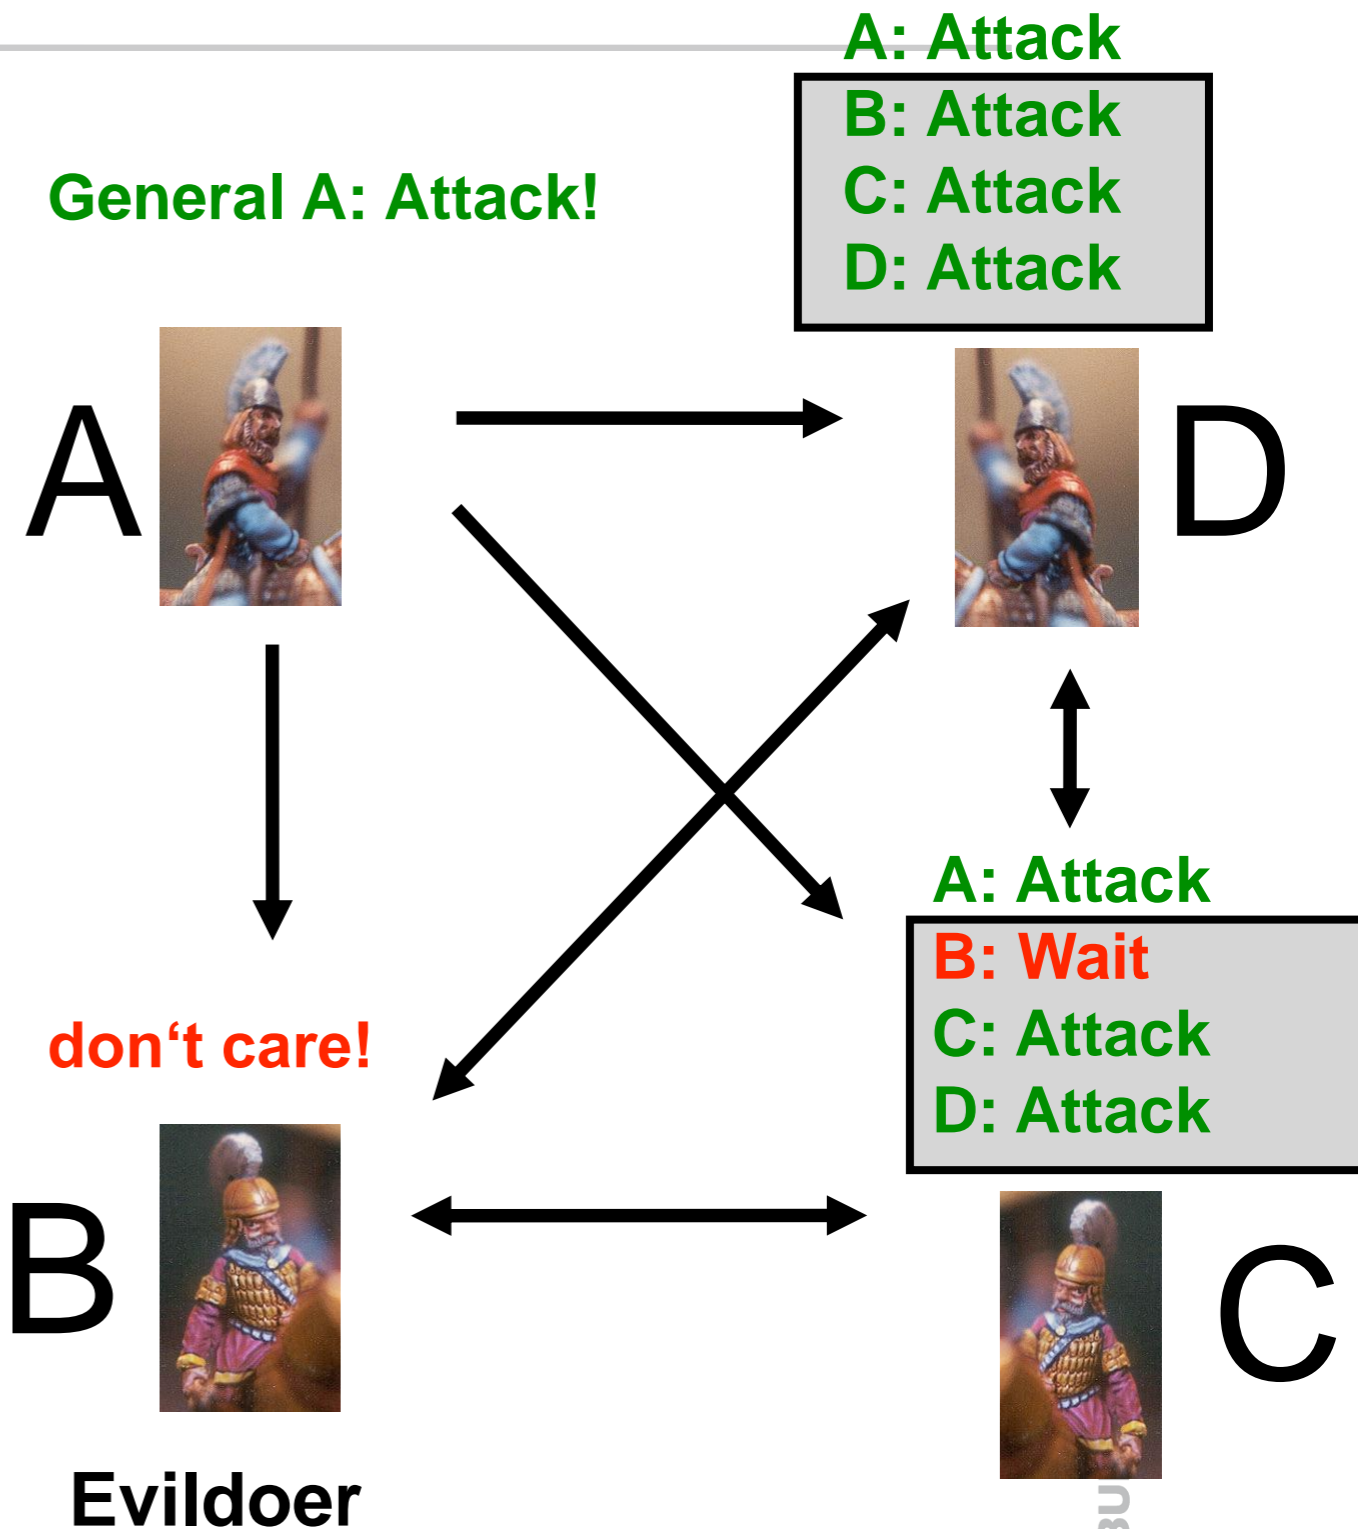 A: Attack
B: Attack
C: Attack
D: Attack
General A: Attack!
A
D
A: Attack
B: Wait
C: Attack
D: Attack
don‘t care!
B
C
Evildoer